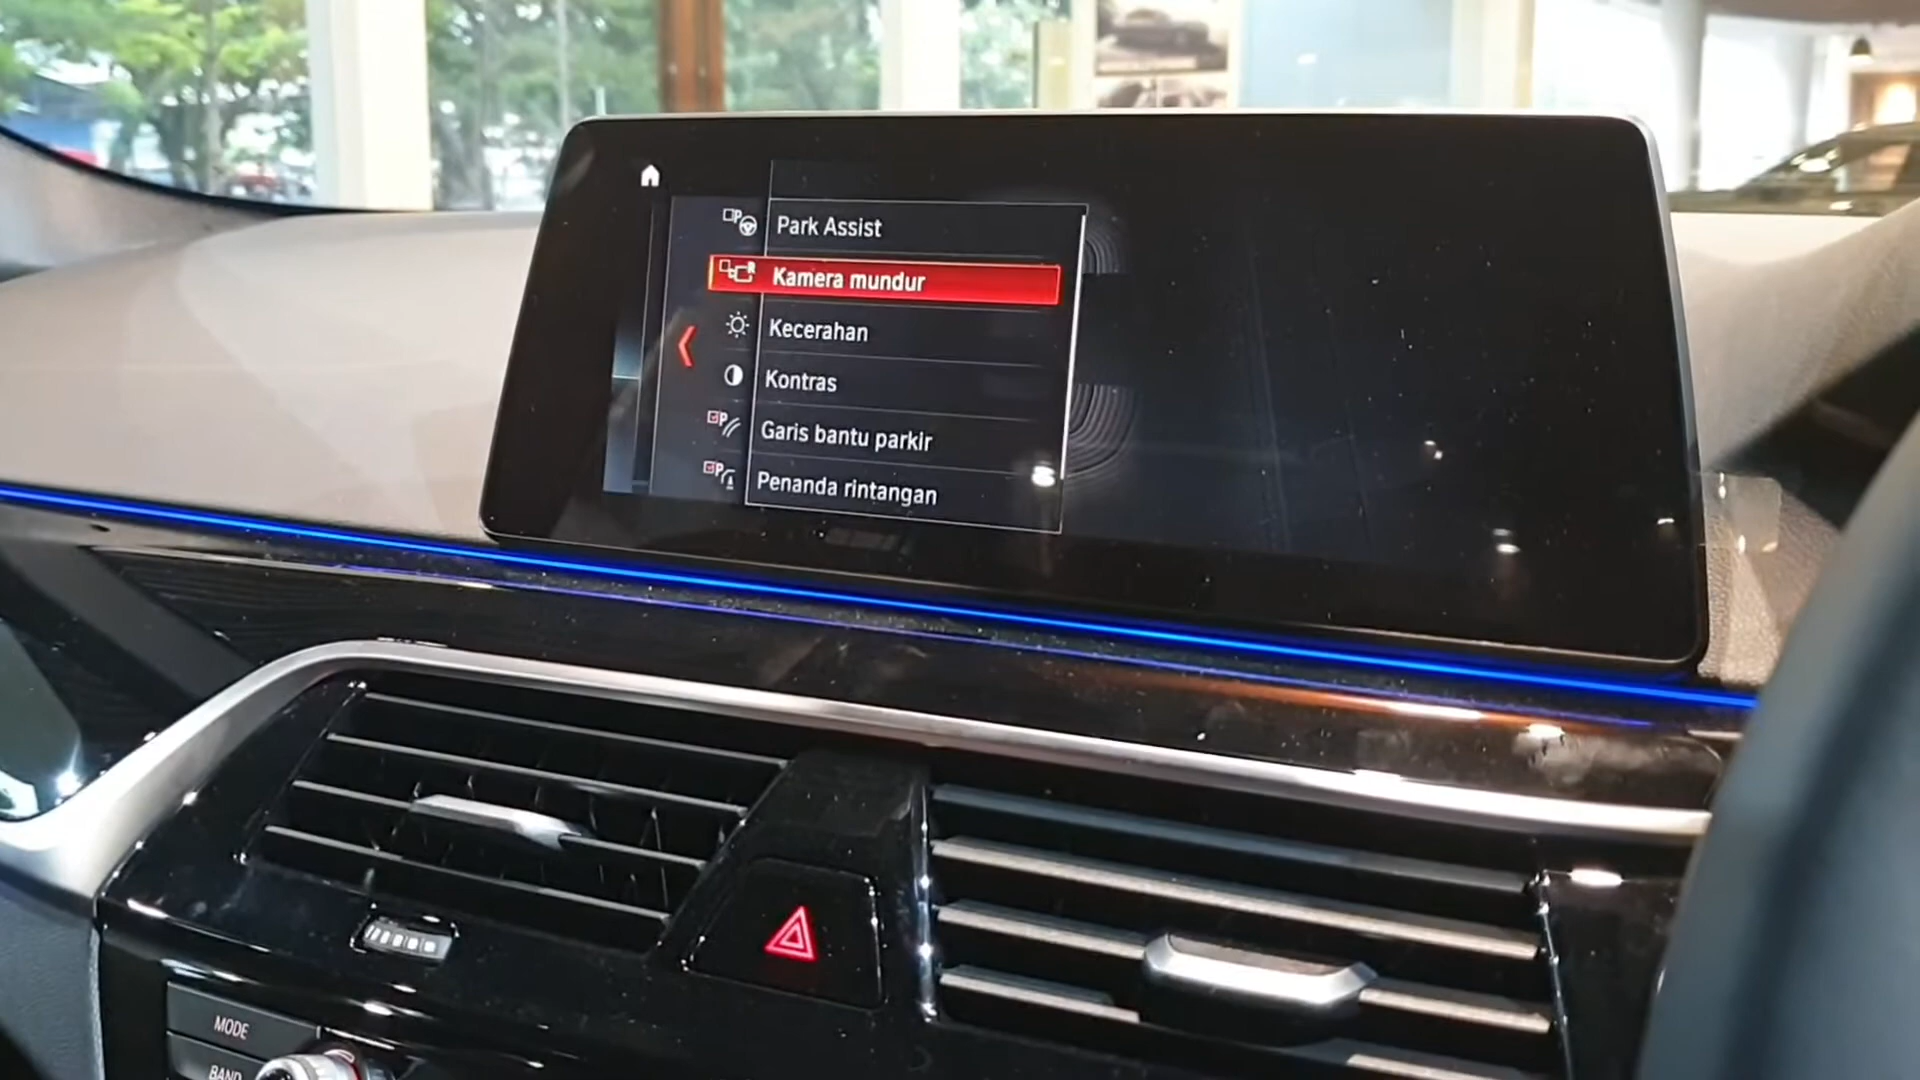 Park Assist
Kamera mundur
Kecerahan
Kontras
Garis bantu parkir
Penanda rintangan
MODE
BAND